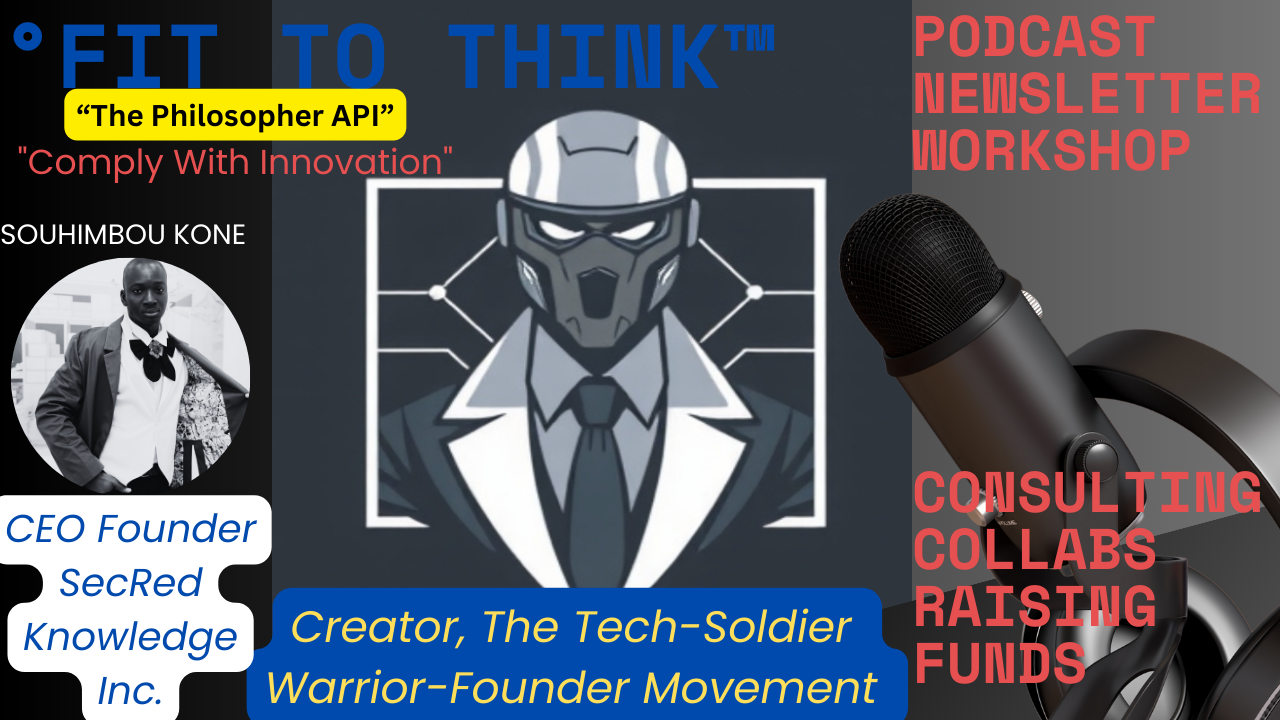 °FIT TO THINK™
“The Philosopher API”
"Comply With Innovation"
SOUHIMBOU KONE
CEO Founder
SecRed
Knowledge
Inc.
Creator, The Tech-Soldier
Warrior-Founder Movement
PODCAST
NEWSLETTER
WORKSHOP
CONSULTING
COLLABS
RAISING
FUNDS